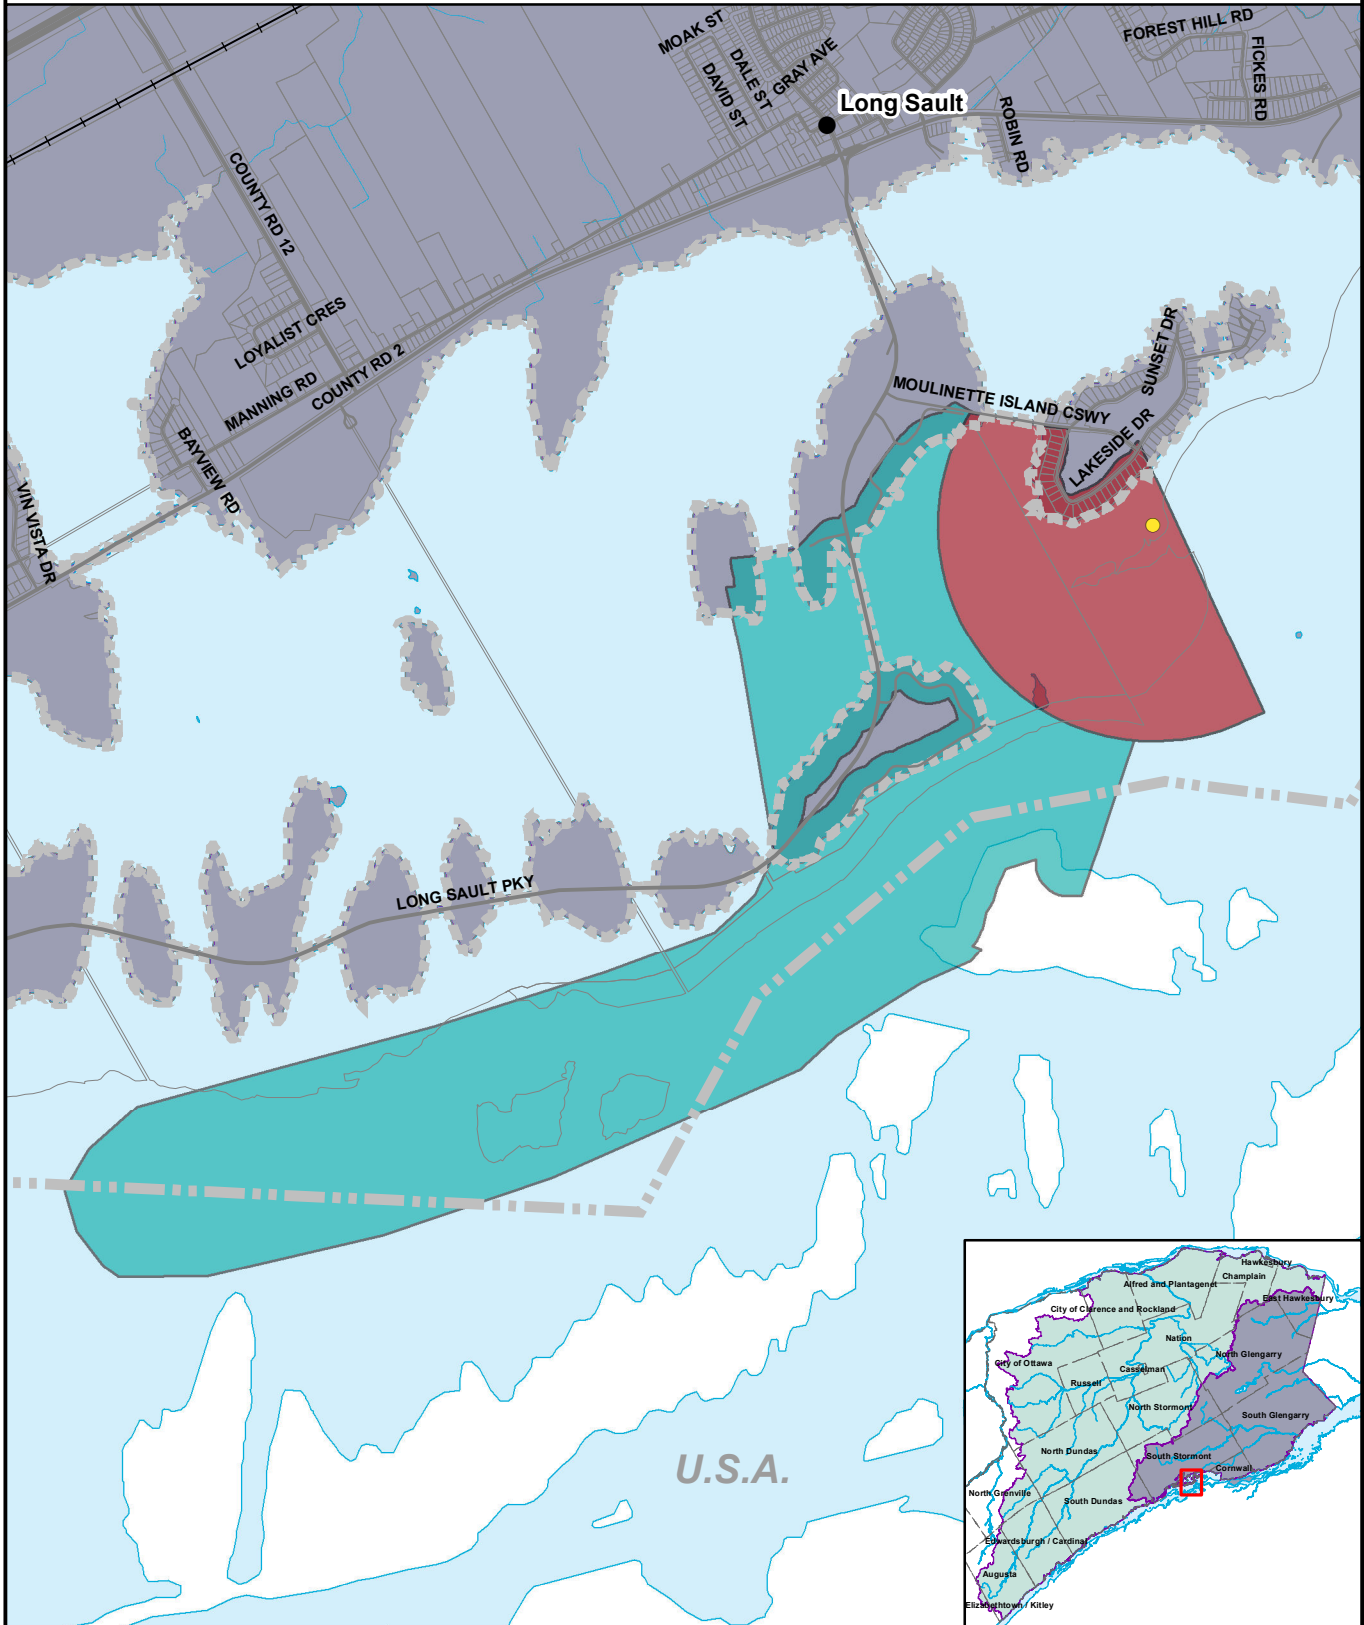 MOAK ST
DALE ST
DAVID ST
GRAY AVE
FOREST HILL RD
FICKES RD
Long Sault
ROBIN RD
COUNTY RD 12
LOYALIST CRES
MANNING RD
COUNTY RD 2
BAYVIEW RD
VIN VISTA DR
SUNSET DR
MOULINETTE ISLAND CSWY
LAKESIDE DR
LONG SAULT PKY
U.S.A.
Hawkesbury
Champlain
Alfred and Plantagenet
East Hawkesbury
City of Clarence and Rockland
Nation
North Glengarry
City of Ottawa
Casselman
Russell
North Stormont
South Glengarry
North Dundas
South Stormont
Cornwall
North Grenville
South Dundas
Edwardsburgh / Cardinal
Augusta
Elizabethtown / Kitley